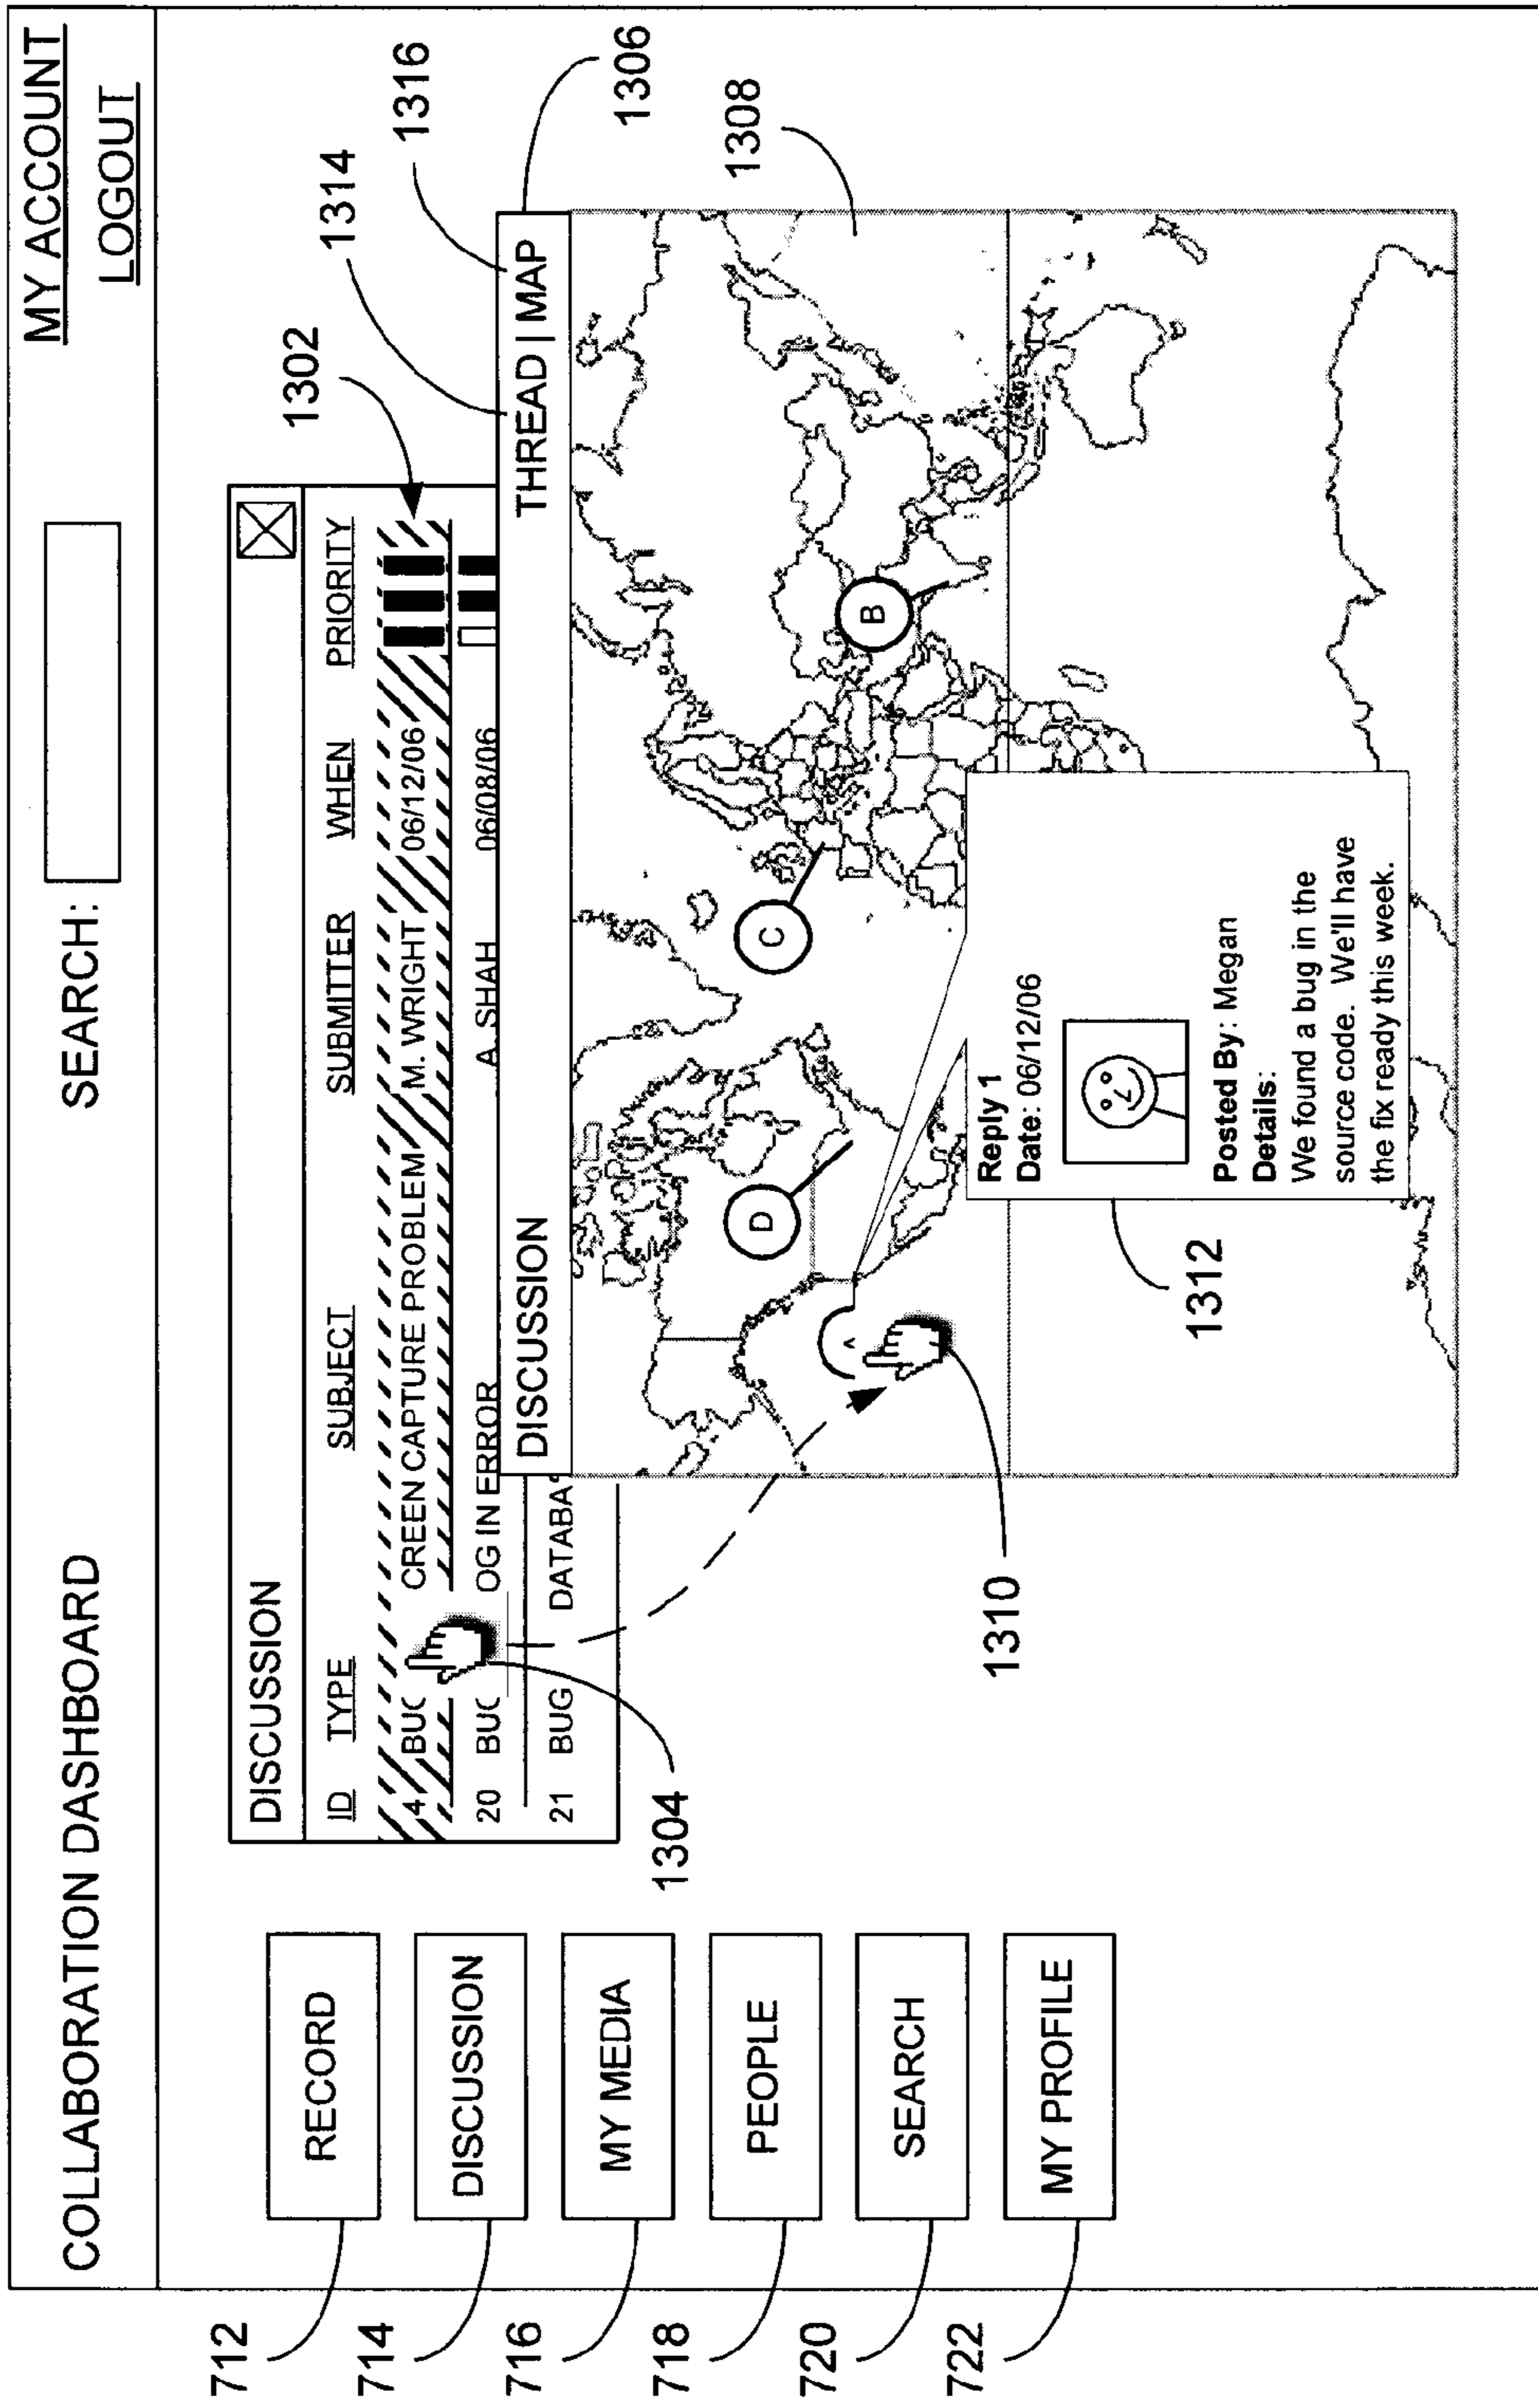 COLLABORATION DASHBOARD
SEARCH:
MY ACCOUNT
LOGOUT
712
RECORD
714
DISCUSSION
716
MY MEDIA
718
PEOPLE
720
SEARCH
722
MY PROFILE
DISCUSSION
ID TYPE SUBJECT SUBMITTER WHEN PRIORITY
4 BUG CREEN CAPTURE PROBLEM M. WRIGHT 06/12/06
20 BUG OG IN ERROR A. SHAH 06/08/06
21 BUG DATABA
1302
1304
DISCUSSION THREAD | MAP
1314
1316
1306
1308
A
B
C
D
1310
1312
Reply 1
Date: 06/12/06
Posted By: Megan
Details:
We found a bug in the
source code. We'll have
the fix ready this week.